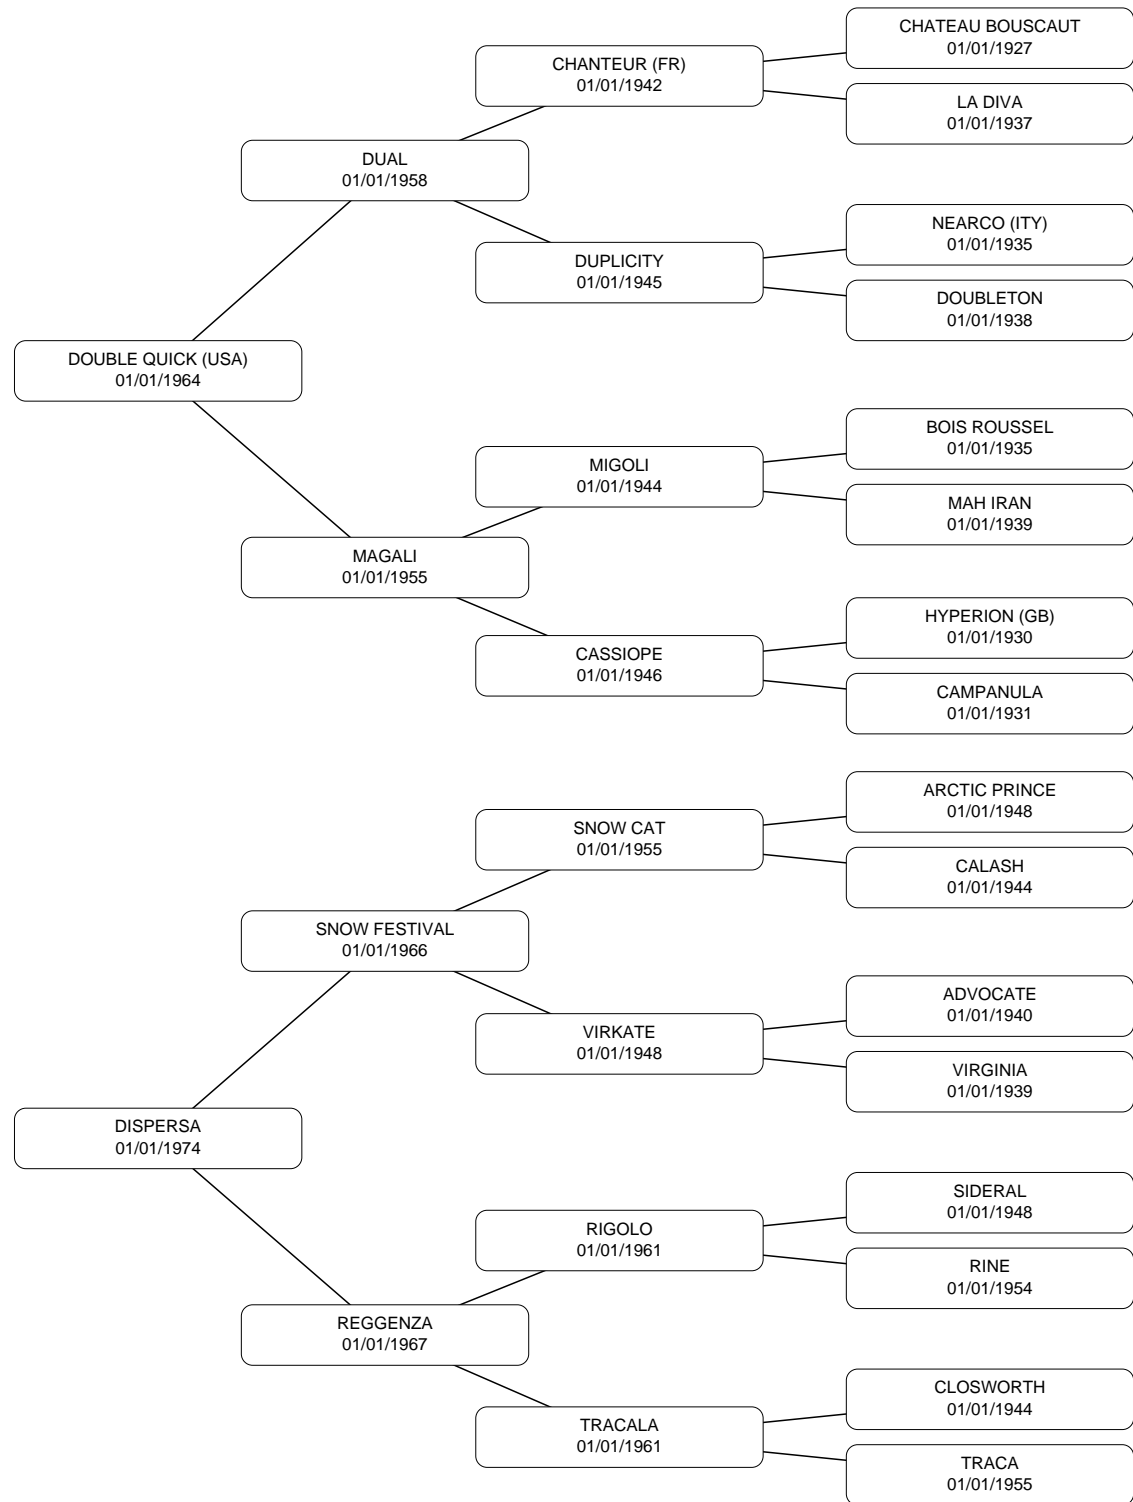 CHATEAU BOUSCAUT
01/01/1927
CHANTEUR (FR)
01/01/1942
LA DIVA
01/01/1937
DUAL
01/01/1958
NEARCO (ITY)
01/01/1935
DUPLICITY
01/01/1945
DOUBLETON
01/01/1938
DOUBLE QUICK (USA)
01/01/1964
BOIS ROUSSEL
01/01/1935
MIGOLI
01/01/1944
MAH IRAN
01/01/1939
MAGALI
01/01/1955
HYPERION (GB)
01/01/1930
CASSIOPE
01/01/1946
CAMPANULA
01/01/1931
ARCTIC PRINCE
01/01/1948
SNOW CAT
01/01/1955
CALASH
01/01/1944
SNOW FESTIVAL
01/01/1966
ADVOCATE
01/01/1940
VIRKATE
01/01/1948
VIRGINIA
01/01/1939
DISPERSA
01/01/1974
SIDERAL
01/01/1948
RIGOLO
01/01/1961
RINE
01/01/1954
REGGENZA
01/01/1967
CLOSWORTH
01/01/1944
TRACALA
01/01/1961
TRACA
01/01/1955